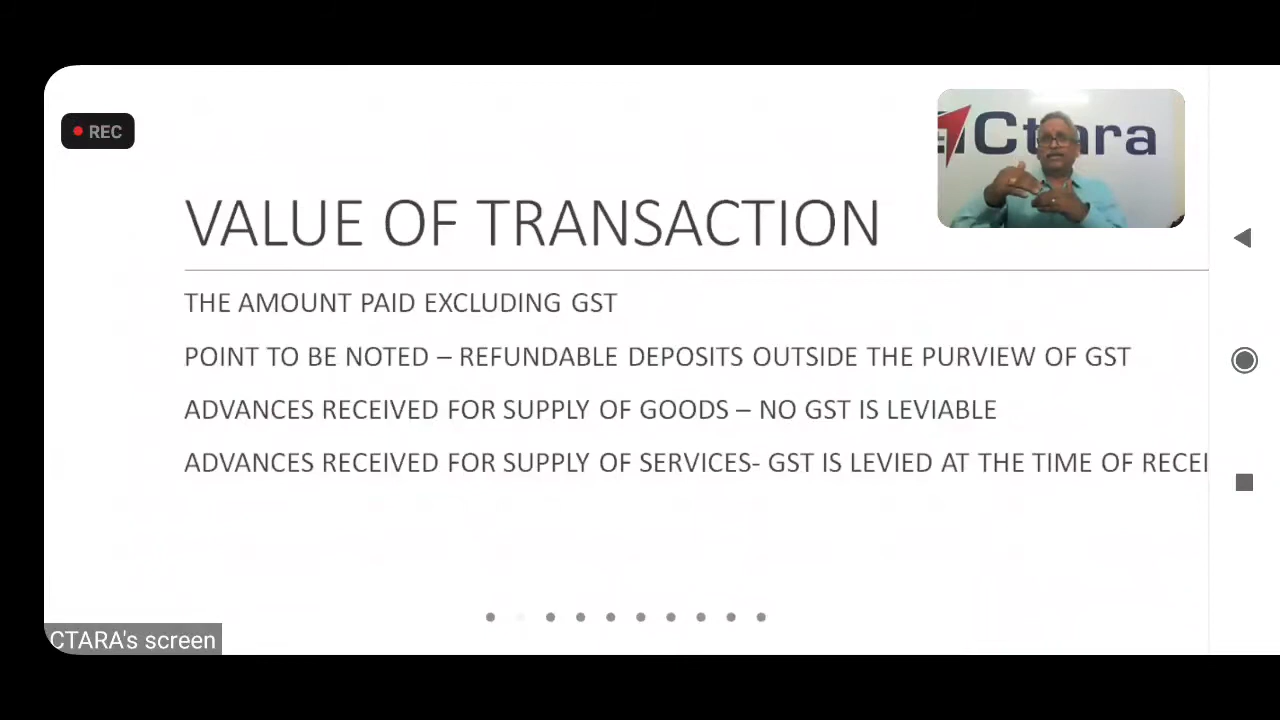 REC
Ctara
VALUE OF TRANSACTION
THE AMOUNT PAID EXCLUDING GST
POINT TO BE NOTED – REFUNDABLE DEPOSITS OUTSIDE THE PURVIEW OF GST
ADVANCES RECEIVED FOR SUPPLY OF GOODS – NO GST IS LEVIABLE
ADVANCES RECEIVED FOR SUPPLY OF SERVICES- GST IS LEVIED AT THE TIME OF
CTARA's screen